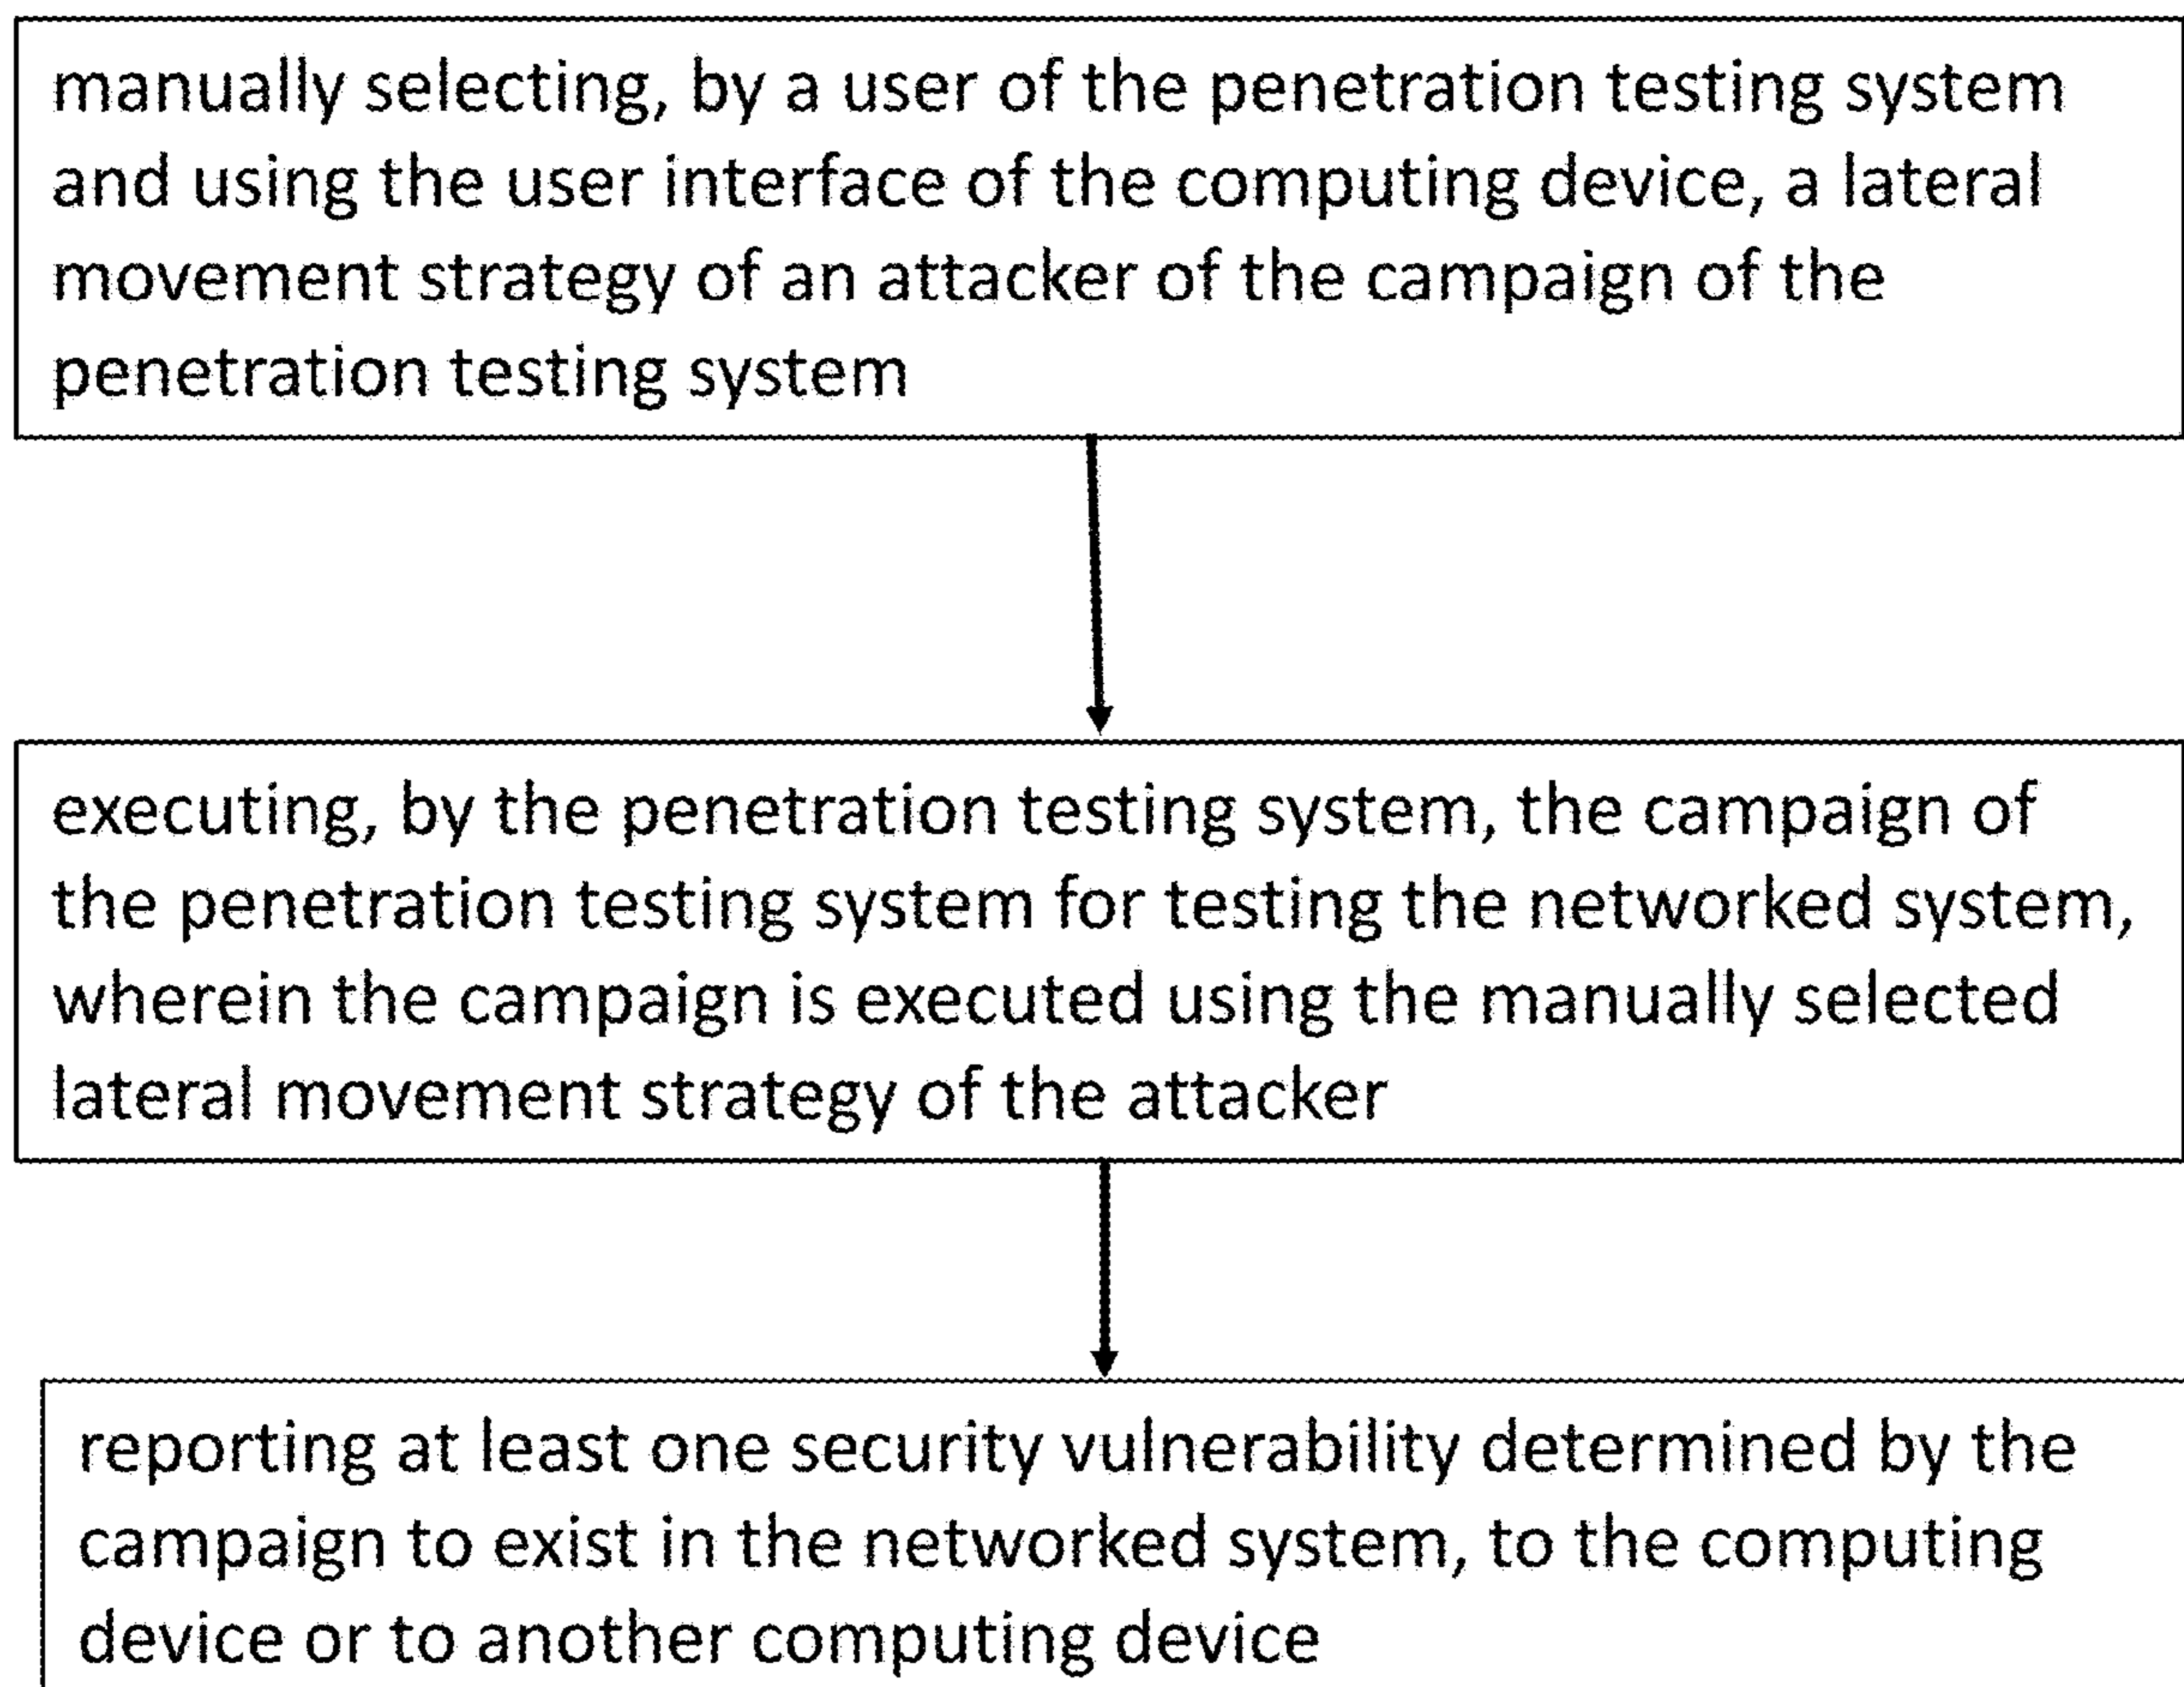 manually selecting, by a user of the penetration testing system
and using the user interface of the computing device, a lateral
movement strategy of an attacker of the campaign of the
penetration testing system
executing, by the penetration testing system, the campaign of
the penetration testing system for testing the networked system,
wherein the campaign is executed using the manually selected
lateral movement strategy of the attacker
reporting at least one security vulnerability determined by the
campaign to exist in the networked system, to the computing
device or to another computing device